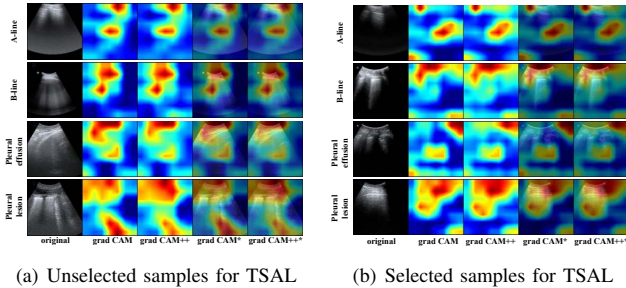 A-line
B-line
Pleural effusion
Pleural lesion
original grad CAM grad CAM++ grad CAM* grad CAM++*
(a) Unselected samples for TSAL
A-line
B-line
Pleural effusion
Pleural lesion
original grad CAM grad CAM++ grad CAM* grad CAM++*
(b) Selected samples for TSAL